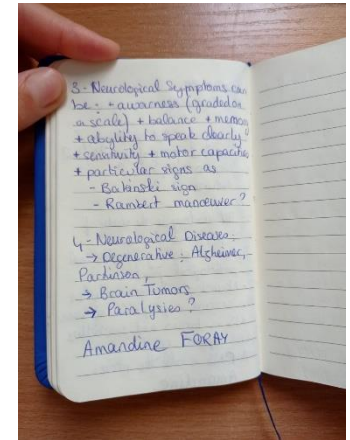 3- Neurological Symptoms can
be : + awarness (graded on
a scale) + balance + memory
+ abylity to speak clearly
+ sensitivity + motor capacities
+ particular signs as
- Babinski sign
- Rambert manoeuver ?
4- Neurological Diseases :
→ Degenerative : Alzheimer,
Parkinson,
→ Brain Tumors
→ Paralysies ?
Amandine FORAY